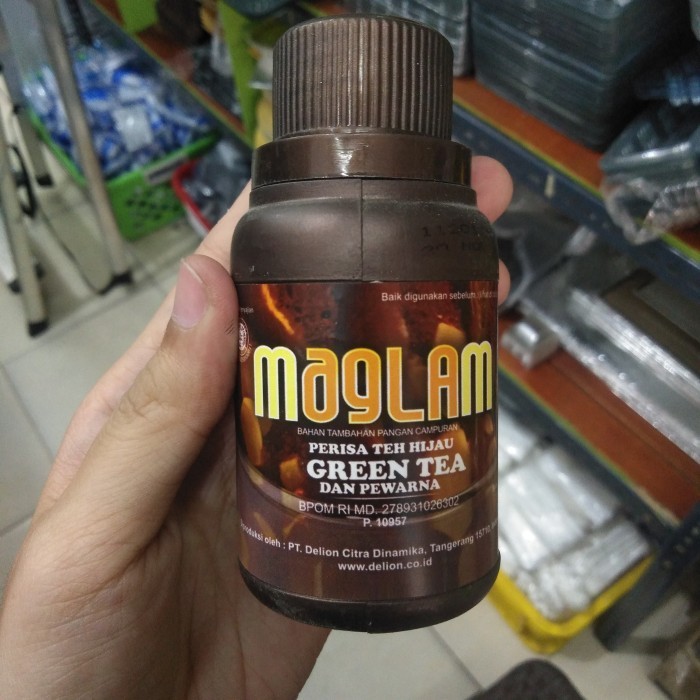 Baik digunakan sebelum
maGLAm
BAHAN TAMBAHAN PANGAN CAMPURAN
PERISA TEH HIJAU
GREEN TEA
DAN PEWARNA
BPOM RI MD. 278931026302
P. 10957
oleh : PT. Delion Citra Dinamika, Tangerang 15710
www.delion.co.id